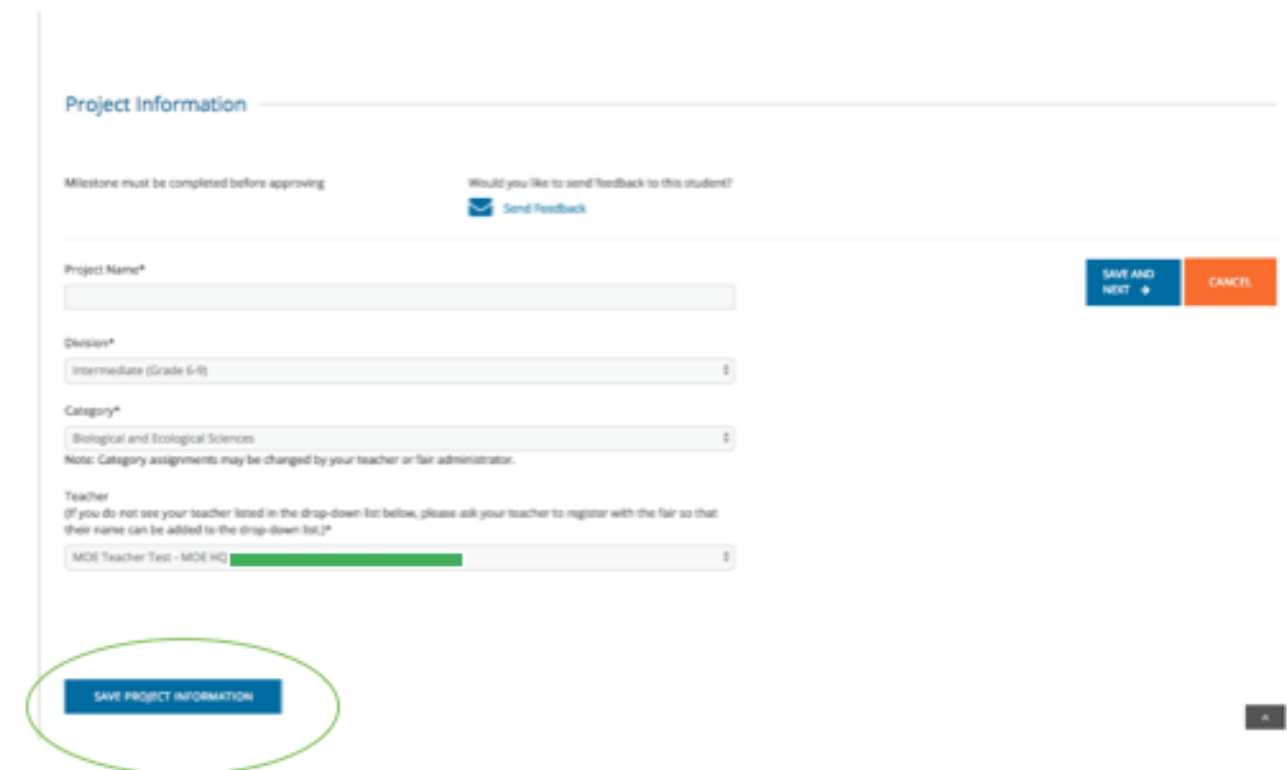 Project Information
Milestone must be completed before approving
Would you like to send feedback to this student?
Send Feedback
Project Name*
SAVE AND
NEXT →
CANCEL
Division*
Intermediate (Grade 6-9)
Category*
Biological and Ecological Sciences
Note: Category assignments may be changed by your teacher or fair administrator.
Teacher
(If you do not see your teacher listed in the drop-down list below, please ask your teacher to register with the fair so that
their name can be added to the drop-down list.)*
MOE Teacher Test - MOE HQ
SAVE PROJECT INFORMATION